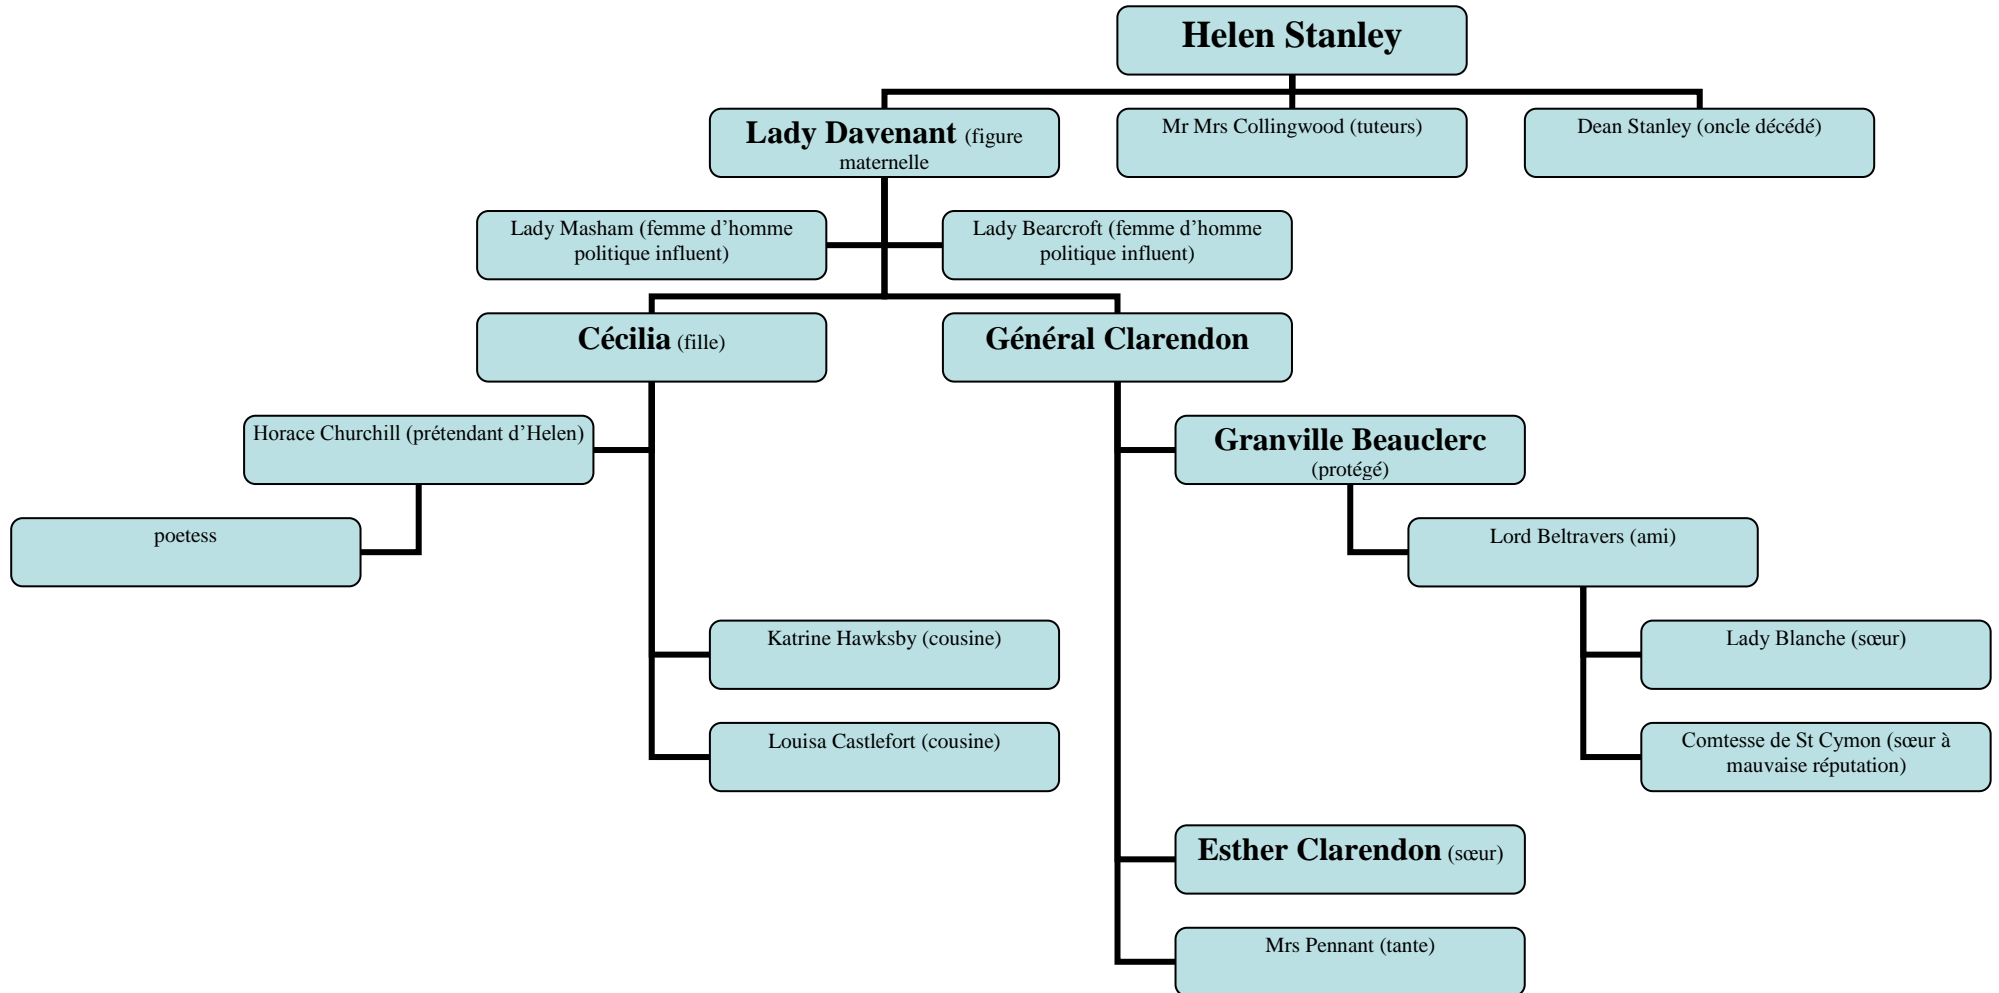 Helen Stanley
Lady Davenant (figure
maternelle
Mr Mrs Collingwood (tuteurs)
Dean Stanley (oncle décédé)
Lady Masham (femme d’homme
politique influent)
Lady Bearcroft (femme d’homme
politique influent)
Cécilia (fille)
Général Clarendon
Horace Churchill (prétendant d’Helen)
Granville Beauclerc
(protégé)
poetess
Lord Beltravers (ami)
Katrine Hawksby (cousine)
Lady Blanche (sœur)
Louisa Castlefort (cousine)
Comtesse de St Cymon (sœur à
mauvaise réputation)
Esther Clarendon (sœur)
Mrs Pennant (tante)